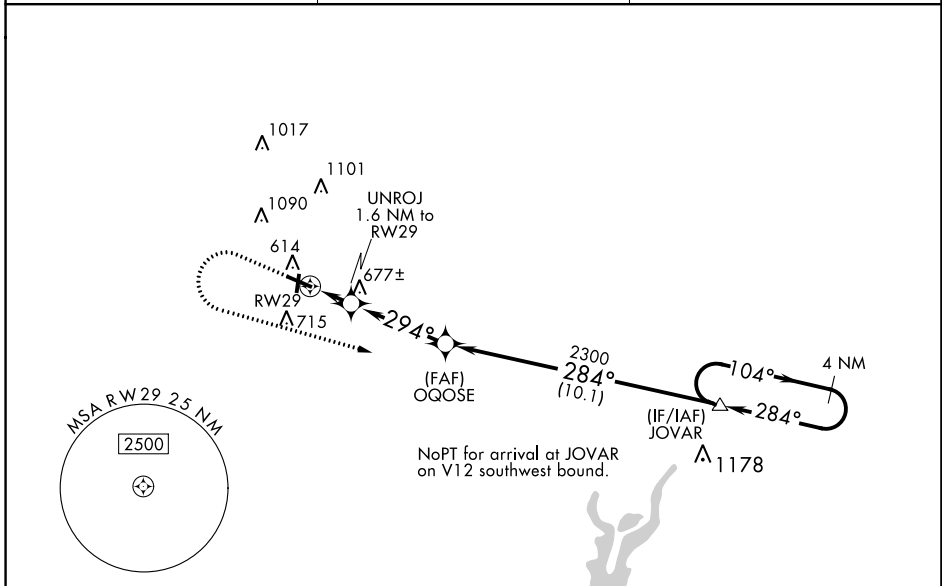 1017
1101
1090
UNROJ
1.6 NM to
RW29
614
677±
RW29
715
294°
(FAF)
OQOSE
2300
284°
(10.1)
104°
4 NM
284°
(IF/IAF)
JOVAR
1178
NoPT for arrival at JOVAR
on V12 southwest bound.
MSA RW29 25 NM
2500